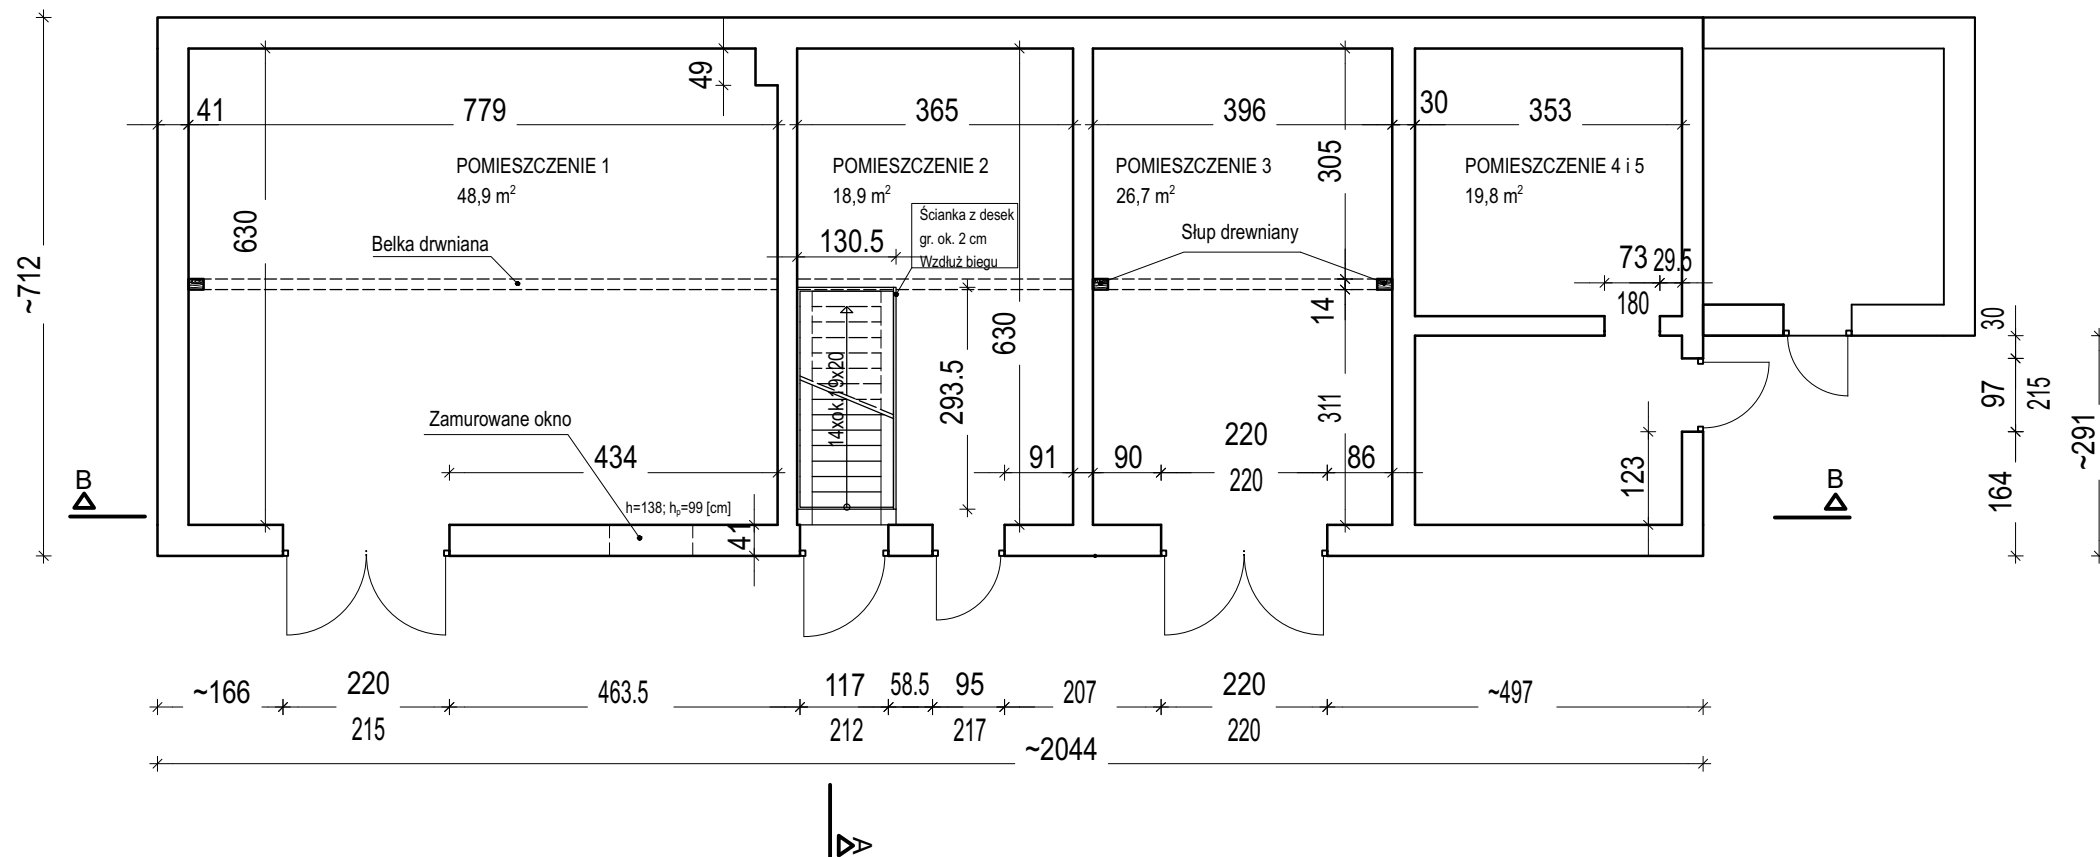 49
41
779
365
396
30
353
POMIESZCZENIE 1
48,9 m²
POMIESZCZENIE 2
18,9 m²
POMIESZCZENIE 3
26,7 m²
POMIESZCZENIE 4 i 5
19,8 m²
305
630
Belka drwniana
130.5
Ścianka z desek
gr. ok. 2 cm
Wzdłuż biegu
Słup drewniany
73
29.5
180
~712
14
30
630
14xok.19x20
293.5
311
97
215
~291
Zamurowane okno
434
91
90
220
220
86
123
164
B
B
h=138; hₚ=99 [cm]
41
~166
220
215
463.5
117
212
58.5
95
217
207
220
220
~497
~2044
A